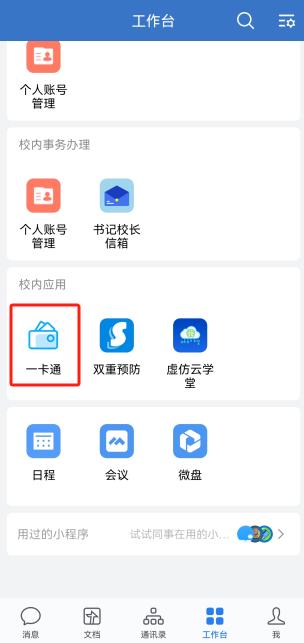 工作台
个人账号
管理
校内事务办理
个人账号
管理
书记校长
信箱
校内应用
一卡通
双重预防
虚仿云学
堂
日程
会议
微盘
用过的小程序
试试同事在用的小...
消息
文档
通讯录
工作台
我